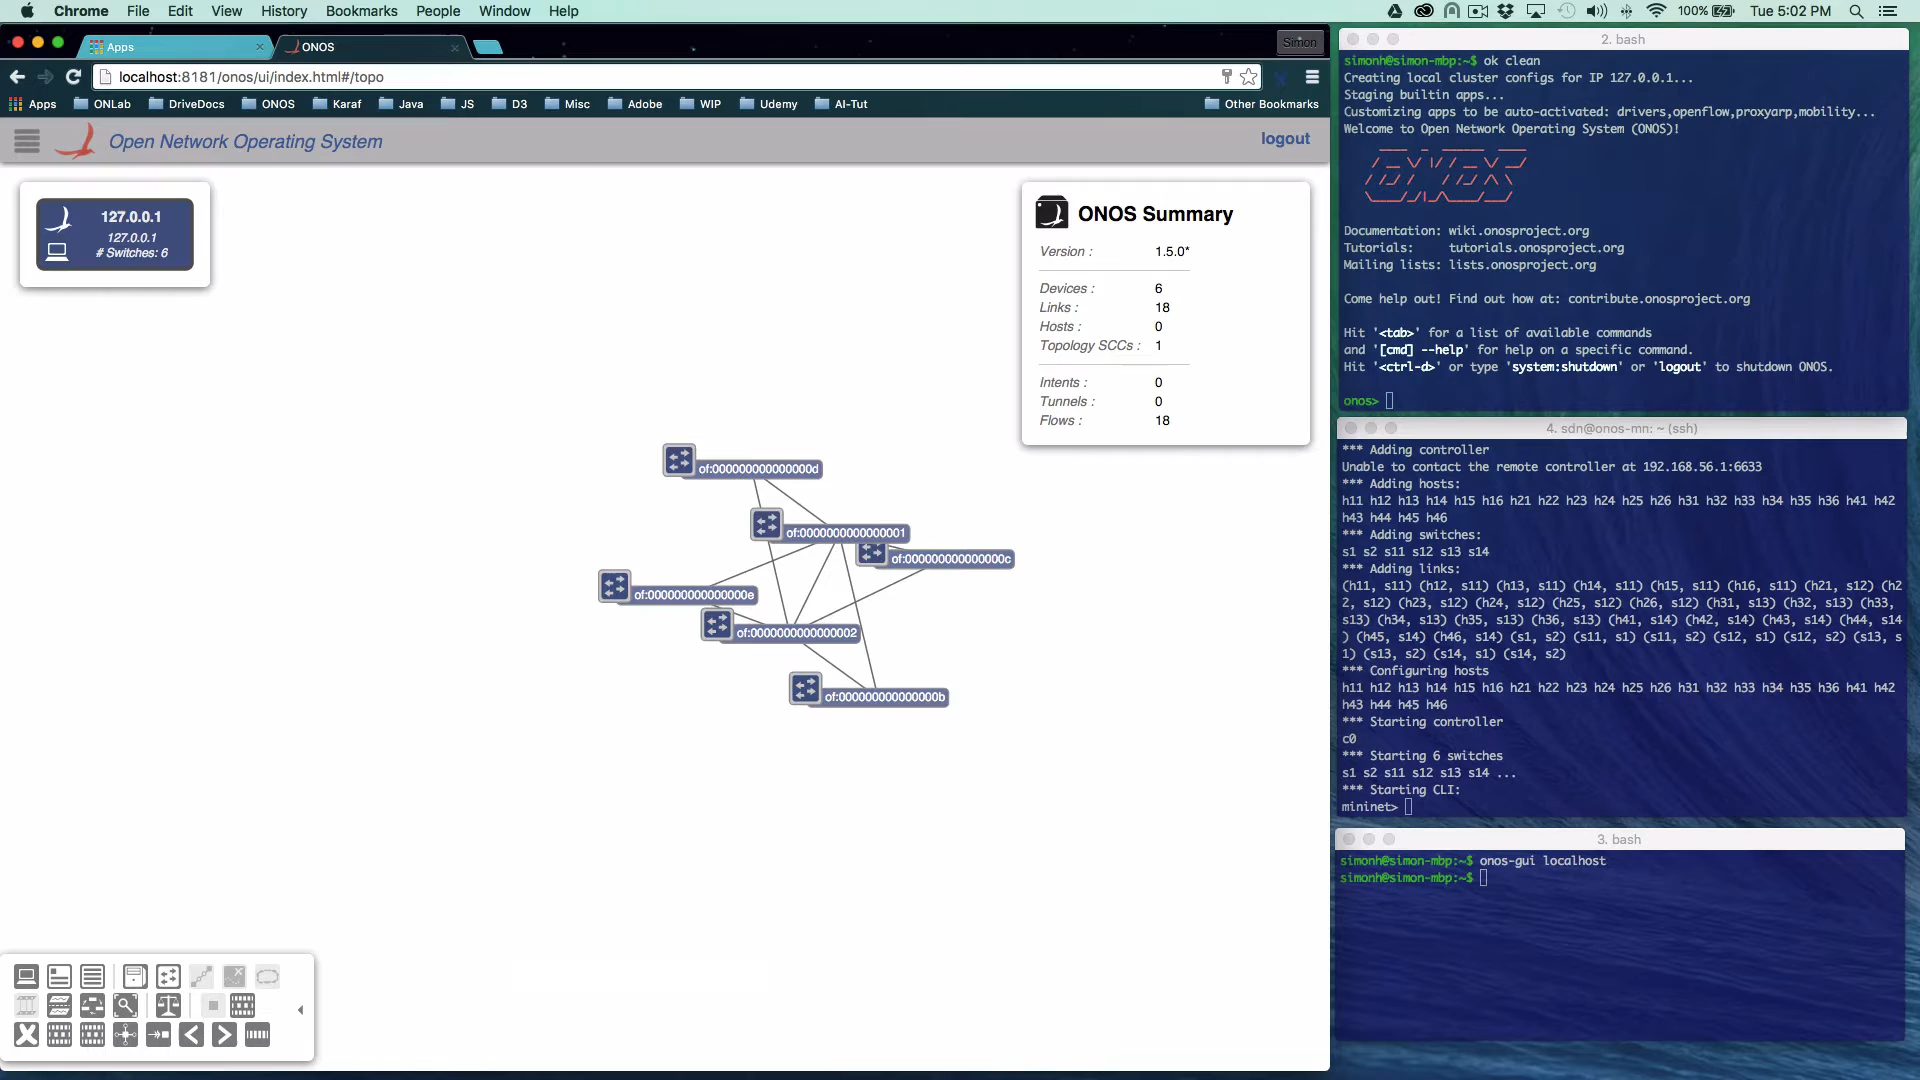 Chrome File Edit View History Bookmarks People Window Help
100% Tue 5:02 PM
Apps
ONOS
Simon
localhost:8181/onos/ui/index.html#/topo
Apps ONLab DriveDocs ONOS Karaf Java JS D3 Misc Adobe WIP Udemy AI-Tut Other Bookmarks
Open Network Operating System
logout
127.0.0.1
127.0.0.1
# Switches: 6
ONOS Summary
Version : 1.5.0*
Devices : 6
Links : 18
Hosts : 0
Topology SCCs : 1
Intents : 0
Tunnels : 0
Flows : 18
of:000000000000000d
of:0000000000000001
of:000000000000000c
of:000000000000000e
of:0000000000000002
of:000000000000000b
2. bash
simonh@simon-mbp:~$ ok clean
Creating local cluster configs for IP 127.0.0.1...
Staging builtin apps...
Customizing apps to be auto-activated: drivers,openflow,proxyarp,mobility...
Welcome to Open Network Operating System (ONOS)!
Documentation: wiki.onosproject.org
Tutorials: tutorials.onosproject.org
Mailing lists: lists.onosproject.org
Come help out! Find out how at: contribute.onosproject.org
Hit '<tab>' for a list of available commands
and '[cmd] --help' for help on a specific command.
Hit '<ctrl-d>' or type 'system:shutdown' or 'logout' to shutdown ONOS.
onos>
4. sdn@onos-mn: ~ (ssh)
*** Adding controller
Unable to contact the remote controller at 192.168.56.1:6633
*** Adding hosts:
h11 h12 h13 h14 h15 h16 h21 h22 h23 h24 h25 h26 h31 h32 h33 h34 h35 h36 h41 h42
h43 h44 h45 h46
*** Adding switches:
s1 s2 s11 s12 s13 s14
*** Adding links:
(h11, s11) (h12, s11) (h13, s11) (h14, s11) (h15, s11) (h16, s11) (h21, s12) (h2
2, s12) (h23, s12) (h24, s12) (h25, s12) (h26, s12) (h31, s13) (h32, s13) (h33,
s13) (h34, s13) (h35, s13) (h36, s13) (h41, s14) (h42, s14) (h43, s14) (h44, s14
) (h45, s14) (h46, s14) (s1, s2) (s11, s1) (s11, s2) (s12, s1) (s12, s2) (s13, s
1) (s13, s2) (s14, s1) (s14, s2)
*** Configuring hosts
h11 h12 h13 h14 h15 h16 h21 h22 h23 h24 h25 h26 h31 h32 h33 h34 h35 h36 h41 h42
h43 h44 h45 h46
*** Starting controller
c0
*** Starting 6 switches
s1 s2 s11 s12 s13 s14 ...
*** Starting CLI:
mininet>
3. bash
simonh@simon-mbp:~$ onos-gui localhost
simonh@simon-mbp:~$